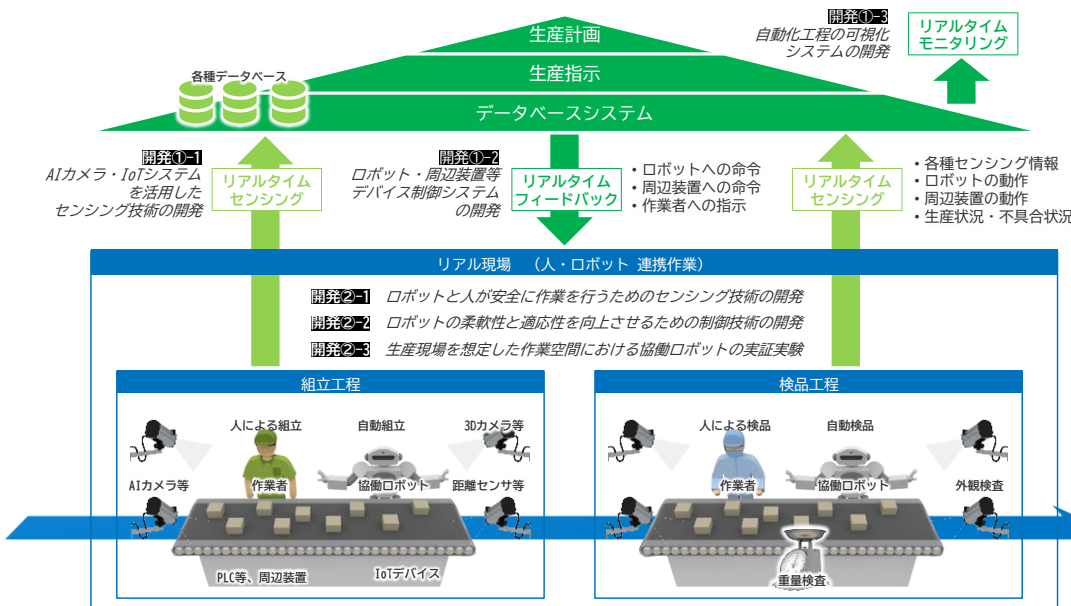 生産計画
生産指示
データベースシステム
各種データベース
開発①-3
自動化工程の可視化
システムの開発
リアルタイム
モニタリング
開発①-1
AIカメラ・IoTシステム
を活用した
センシング技術の開発
リアルタイム
センシング
開発①-2
ロボット・周辺装置等
デバイス制御システム
の開発
リアルタイム
フィードバック
・ロボットへの命令
・周辺装置への命令
・作業者への指示
リアルタイム
センシング
・各種センシング情報
・ロボットの動作
・周辺装置の動作
・生産状況・不具合状況
リアル現場 (人・ロボット 連携作業)
開発②-1 ロボットと人が安全に作業を行うためのセンシング技術の開発
開発②-2 ロボットの柔軟性と適応性を向上させるための制御技術の開発
開発②-3 生産現場を想定した作業空間における協働ロボットの実証実験
組立工程
人による組立
自動組立
3Dカメラ等
AIカメラ等
作業者
協働ロボット
距離センサ等
PLC等、周辺装置
IoTデバイス
検品工程
人による検品
自動検品
作業者
協働ロボット
外観検査
重量検査